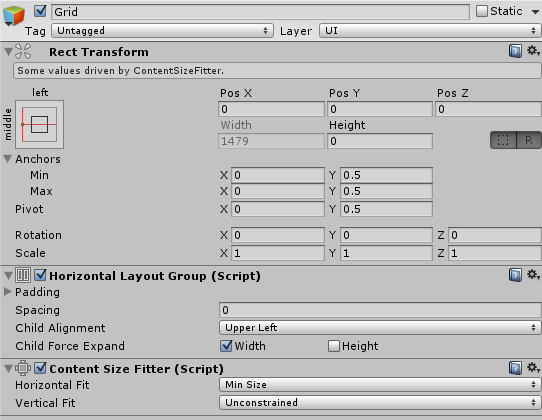 Grid
Static
Tag Untagged Layer UI
Rect Transform
Some values driven by ContentSizeFitter.
left
middle
Pos X Pos Y Pos Z
0 0 0
Width Height
1479 0
R
Anchors
Min X 0 Y 0.5
Max X 0 Y 0.5
Pivot X 0 Y 0.5
Rotation X 0 Y 0 Z 0
Scale X 1 Y 1 Z 1
Horizontal Layout Group (Script)
Padding
Spacing 0
Child Alignment Upper Left
Child Force Expand Width Height
Content Size Fitter (Script)
Horizontal Fit Min Size
Vertical Fit Unconstrained